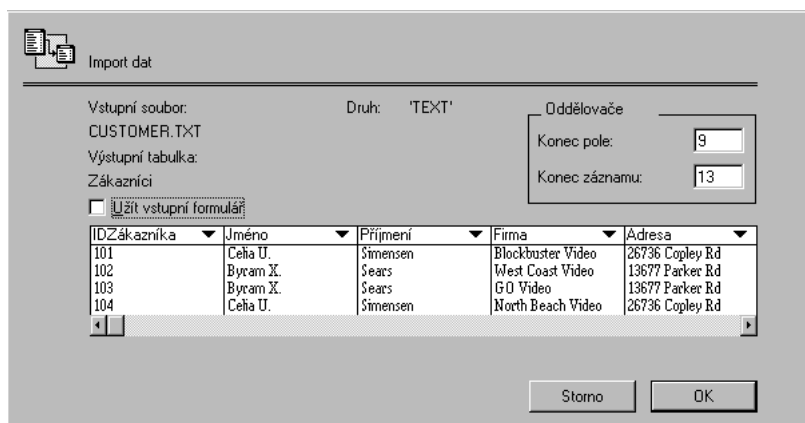 Import dat
Vstupní soubor: Druh: 'TEXT'
CUSTOMER.TXT
Výstupní tabulka:
Zákazníci
Užít vstupní formulář
Oddělovače
Konec pole: 9
Konec záznamu: 13
IDZákazníka Jméno Příjmení Firma Adresa
101 Celia U. Simensen Blockbuster Video 26736 Copley Rd
102 Byram X. Sears West Coast Video 13677 Parker Rd
103 Byram X. Sears GO Video 13677 Parker Rd
104 Celia U. Simensen North Beach Video 26736 Copley Rd
Storno OK